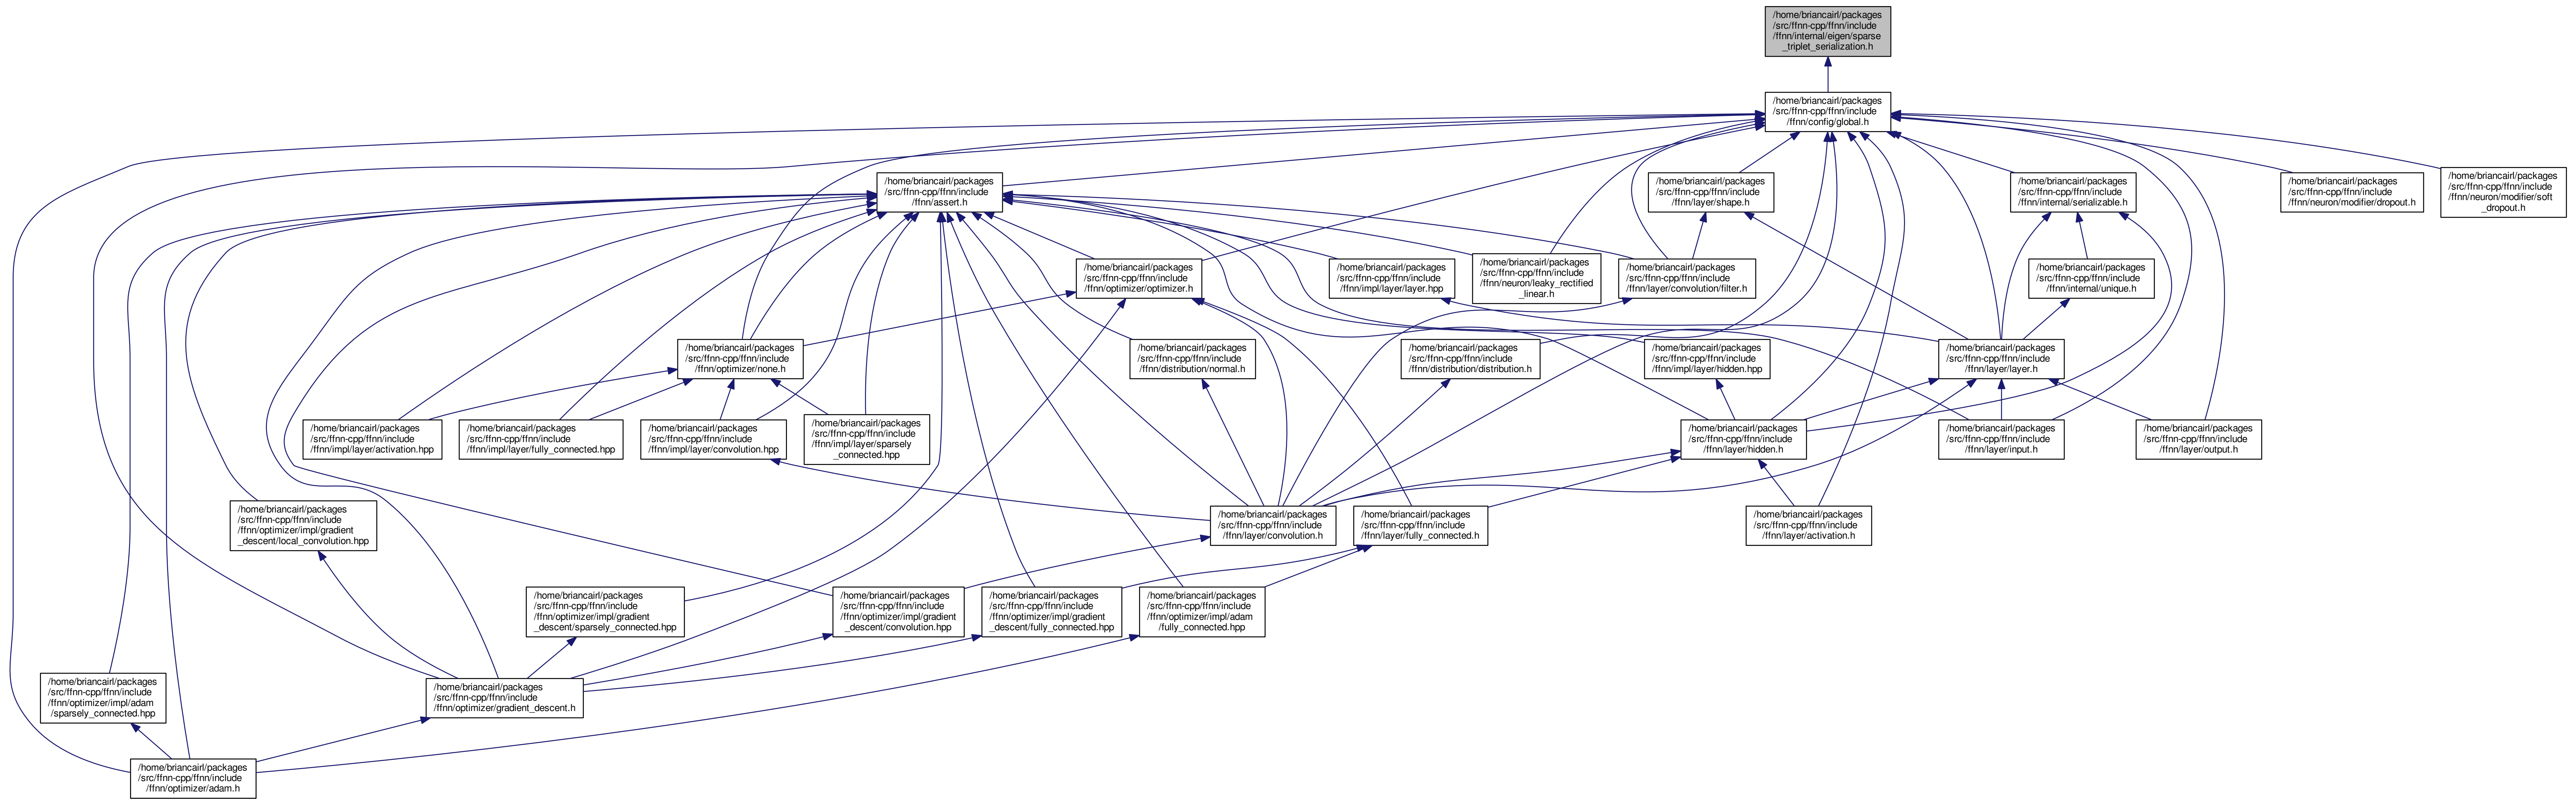 /home/briancairl/packages
/src/ffnn-cpp/ffnn/include
/ffnn/internal/eigen/sparse
_triplet_serialization.h
/home/briancairl/packages
/src/ffnn-cpp/ffnn/include
/ffnn/config/global.h
/home/briancairl/packages
/src/ffnn-cpp/ffnn/include
/ffnn/assert.h
/home/briancairl/packages
/src/ffnn-cpp/ffnn/include
/ffnn/layer/shape.h
/home/briancairl/packages
/src/ffnn-cpp/ffnn/include
/ffnn/internal/serializable.h
/home/briancairl/packages
/src/ffnn-cpp/ffnn/include
/ffnn/neuron/modifier/dropout.h
/home/briancairl/packages
/src/ffnn-cpp/ffnn/include
/ffnn/neuron/modifier/soft
_dropout.h
/home/briancairl/packages
/src/ffnn-cpp/ffnn/include
/ffnn/optimizer/optimizer.h
/home/briancairl/packages
/src/ffnn-cpp/ffnn/include
/ffnn/impl/layer/layer.hpp
/home/briancairl/packages
/src/ffnn-cpp/ffnn/include
/ffnn/neuron/leaky_rectified
_linear.h
/home/briancairl/packages
/src/ffnn-cpp/ffnn/include
/ffnn/layer/convolution/filter.h
/home/briancairl/packages
/src/ffnn-cpp/ffnn/include
/ffnn/internal/unique.h
/home/briancairl/packages
/src/ffnn-cpp/ffnn/include
/ffnn/optimizer/none.h
/home/briancairl/packages
/src/ffnn-cpp/ffnn/include
/ffnn/distribution/normal.h
/home/briancairl/packages
/src/ffnn-cpp/ffnn/include
/ffnn/distribution/distribution.h
/home/briancairl/packages
/src/ffnn-cpp/ffnn/include
/ffnn/impl/layer/hidden.hpp
/home/briancairl/packages
/src/ffnn-cpp/ffnn/include
/ffnn/layer/layer.h
/home/briancairl/packages
/src/ffnn-cpp/ffnn/include
/ffnn/impl/layer/activation.hpp
/home/briancairl/packages
/src/ffnn-cpp/ffnn/include
/ffnn/impl/layer/fully_connected.hpp
/home/briancairl/packages
/src/ffnn-cpp/ffnn/include
/ffnn/impl/layer/convolution.hpp
/home/briancairl/packages
/src/ffnn-cpp/ffnn/include
/ffnn/impl/layer/sparsely
_connected.hpp
/home/briancairl/packages
/src/ffnn-cpp/ffnn/include
/ffnn/layer/hidden.h
/home/briancairl/packages
/src/ffnn-cpp/ffnn/include
/ffnn/layer/input.h
/home/briancairl/packages
/src/ffnn-cpp/ffnn/include
/ffnn/layer/output.h
/home/briancairl/packages
/src/ffnn-cpp/ffnn/include
/ffnn/optimizer/impl/gradient
_descent/local_convolution.hpp
/home/briancairl/packages
/src/ffnn-cpp/ffnn/include
/ffnn/layer/convolution.h
/home/briancairl/packages
/src/ffnn-cpp/ffnn/include
/ffnn/layer/fully_connected.h
/home/briancairl/packages
/src/ffnn-cpp/ffnn/include
/ffnn/layer/activation.h
/home/briancairl/packages
/src/ffnn-cpp/ffnn/include
/ffnn/optimizer/impl/gradient
_descent/sparsely_connected.hpp
/home/briancairl/packages
/src/ffnn-cpp/ffnn/include
/ffnn/optimizer/impl/gradient
_descent/convolution.hpp
/home/briancairl/packages
/src/ffnn-cpp/ffnn/include
/ffnn/optimizer/impl/gradient
_descent/fully_connected.hpp
/home/briancairl/packages
/src/ffnn-cpp/ffnn/include
/ffnn/optimizer/impl/adam
/fully_connected.hpp
/home/briancairl/packages
/src/ffnn-cpp/ffnn/include
/ffnn/optimizer/impl/adam
/sparsely_connected.hpp
/home/briancairl/packages
/src/ffnn-cpp/ffnn/include
/ffnn/optimizer/gradient_descent.h
/home/briancairl/packages
/src/ffnn-cpp/ffnn/include
/ffnn/optimizer/adam.h